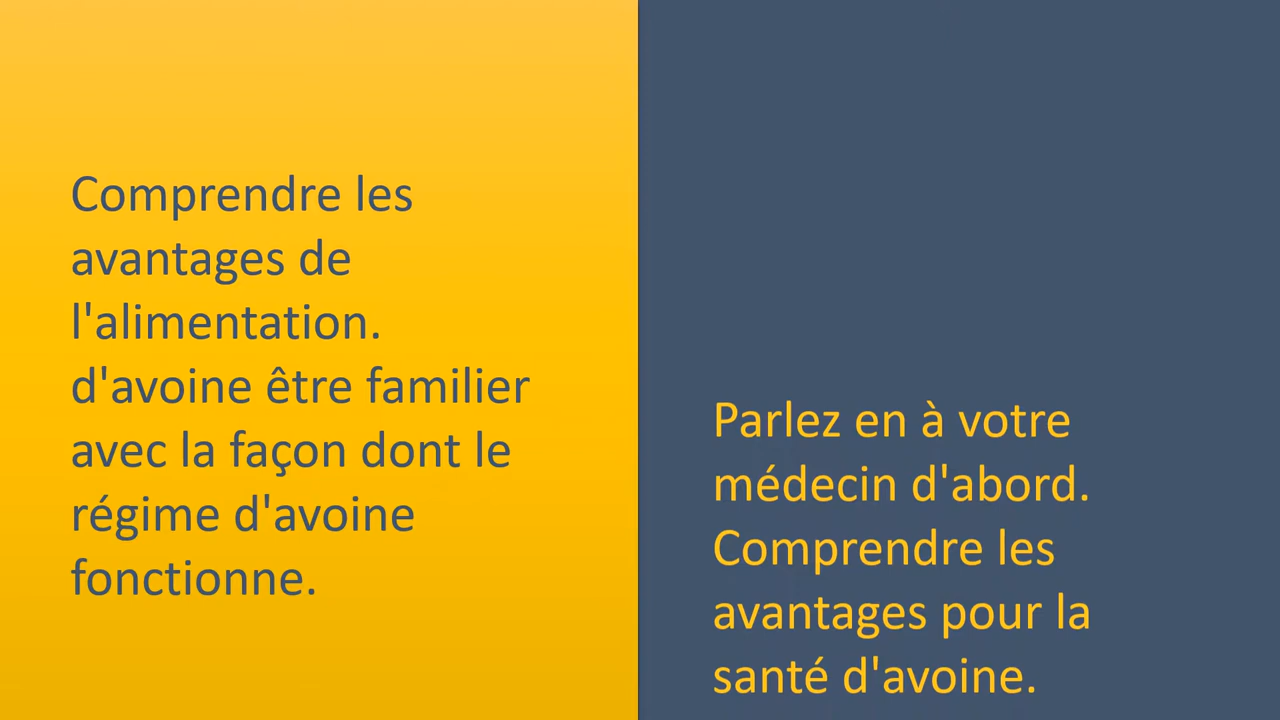 Comprendre les
avantages de
l'alimentation.
d'avoine être familier
avec la façon dont le
régime d'avoine
fonctionne.
Parlez en à votre
médecin d'abord.
Comprendre les
avantages pour la
santé d'avoine.